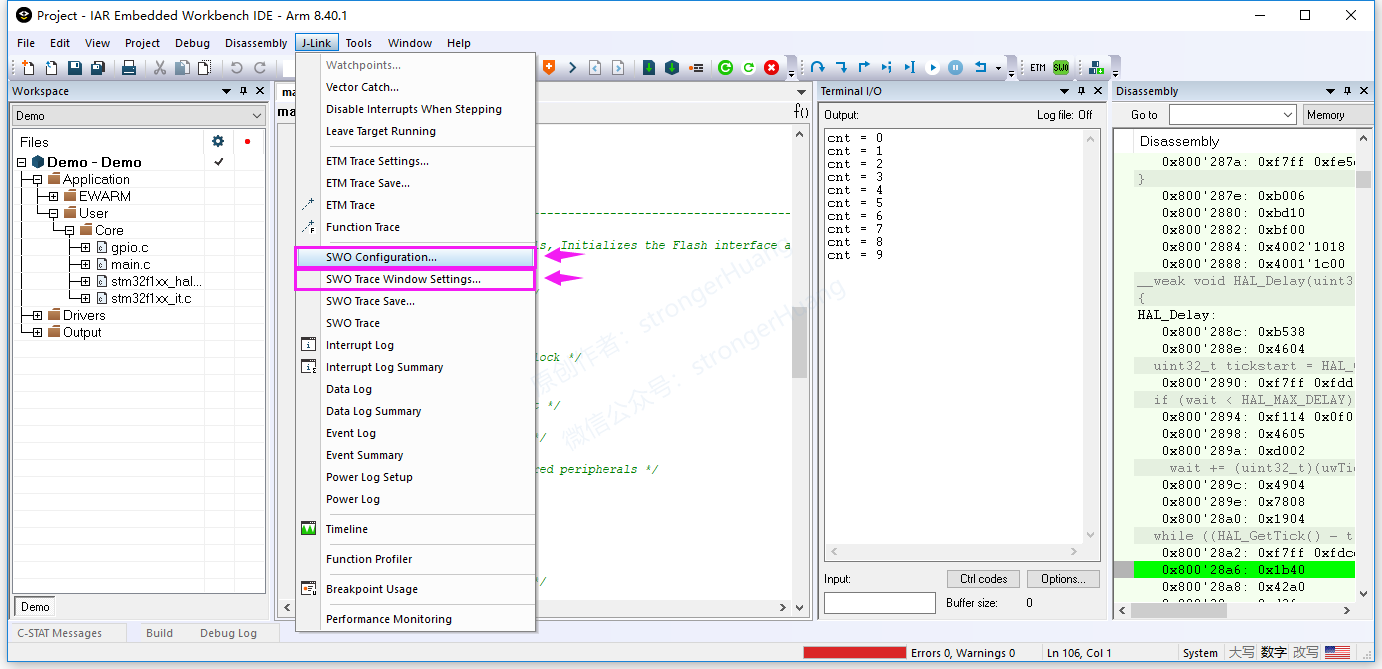 Project - IAR Embedded Workbench IDE - Arm 8.40.1
File Edit View Project Debug Disassembly J-Link Tools Window Help
ETM SWO
Workspace
Demo
Files
Demo - Demo
Application
EWARM
User
Core
gpio.c
main.c
stm32f1xx_hal...
stm32f1xx_it.c
Drivers
Output
Demo
Watchpoints...
Vector Catch...
Disable Interrupts When Stepping
Leave Target Running
ETM Trace Settings...
ETM Trace Save...
ETM Trace
Function Trace
SWO Configuration...
SWO Trace Window Settings...
SWO Trace Save...
SWO Trace
Interrupt Log
Interrupt Log Summary
Data Log
Data Log Summary
Event Log
Event Summary
Power Log Setup
Power Log
Timeline
Function Profiler
Breakpoint Usage
Performance Monitoring
ma
ma
f()
s, Initializes the Flash interface a
/
lock */
c */
*/
red peripherals */
*/
原创作者：strongerHuang
微信公众号：strongerHuang
Terminal I/O
Output: Log file: Off
cnt = 0
cnt = 1
cnt = 2
cnt = 3
cnt = 4
cnt = 5
cnt = 6
cnt = 7
cnt = 8
cnt = 9
Input: Ctrl codes Options...
Buffer size: 0
Disassembly
Go to Memory
Disassembly
0x800'287a: 0xf7ff 0xfe5
}
0x800'287e: 0xb006
0x800'2880: 0xbd10
0x800'2882: 0xbf00
0x800'2884: 0x4002'1018
0x800'2888: 0x4001'1c00
__weak void HAL_Delay(uint3
{
HAL_Delay:
0x800'288c: 0xb538
0x800'288e: 0x4604
uint32_t tickstart = HAL_
0x800'2890: 0xf7ff 0xfdd
if (wait < HAL_MAX_DELAY)
0x800'2894: 0xf114 0x0f0
0x800'2898: 0x4605
0x800'289a: 0xd002
wait += (uint32_t)(uwTi
0x800'289c: 0x4904
0x800'289e: 0x7808
0x800'28a0: 0x1904
while ((HAL_GetTick() - t
0x800'28a2: 0xf7ff 0xfdc
0x800'28a6: 0x1b40
0x800'28a8: 0x42a0
C-STAT Messages Build Debug Log
Errors 0, Warnings 0 Ln 106, Col 1 System 大写 数字 改写